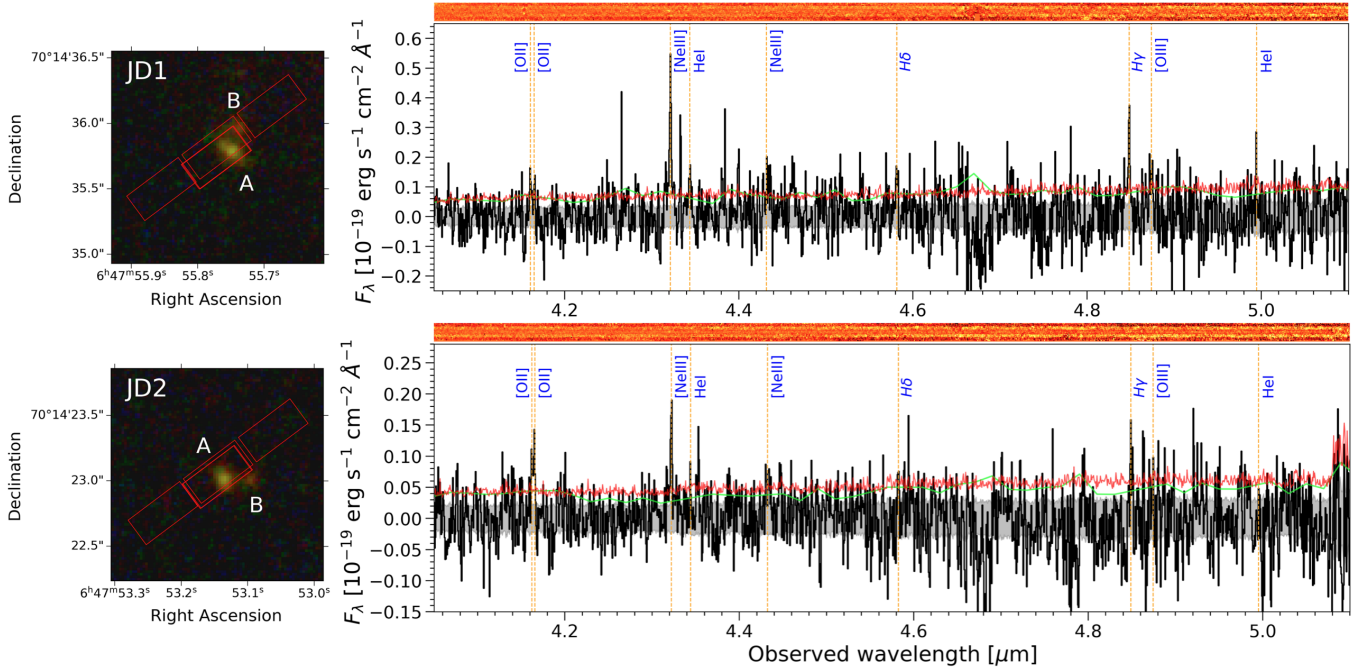 JD1
B
A
70°14'36.5"
36.0"
35.5"
35.0"
Declination
6ʰ47ᵐ55.9ˢ 55.8ˢ 55.7ˢ
Right Ascension
[OII] [OII] [NeIII] HeI [NeIII] Hδ Hγ [OIII] HeI
0.6
0.5
0.4
0.3
0.2
0.1
0.0
−0.1
−0.2
F_λ [10⁻¹⁹ erg s⁻¹ cm⁻² Å⁻¹]
4.2 4.4 4.6 4.8 5.0
JD2
A
B
70°14'23.5"
23.0"
22.5"
Declination
6ʰ47ᵐ53.3ˢ 53.2ˢ 53.1ˢ 53.0ˢ
Right Ascension
[OII] [OII] [NeIII] HeI [NeIII] Hδ Hγ [OIII] HeI
0.25
0.20
0.15
0.10
0.05
0.00
−0.05
−0.10
−0.15
F_λ [10⁻¹⁹ erg s⁻¹ cm⁻² Å⁻¹]
4.2 4.4 4.6 4.8 5.0
Observed wavelength [μm]